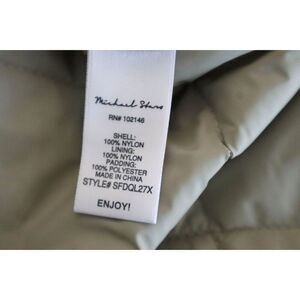 Michael Stars
RN# 102146
SHELL:
100% NYLON
LINING:
100% NYLON
PADDING:
100% POLYESTER
MADE IN CHINA
STYLE# SFDQL27X
ENJOY!